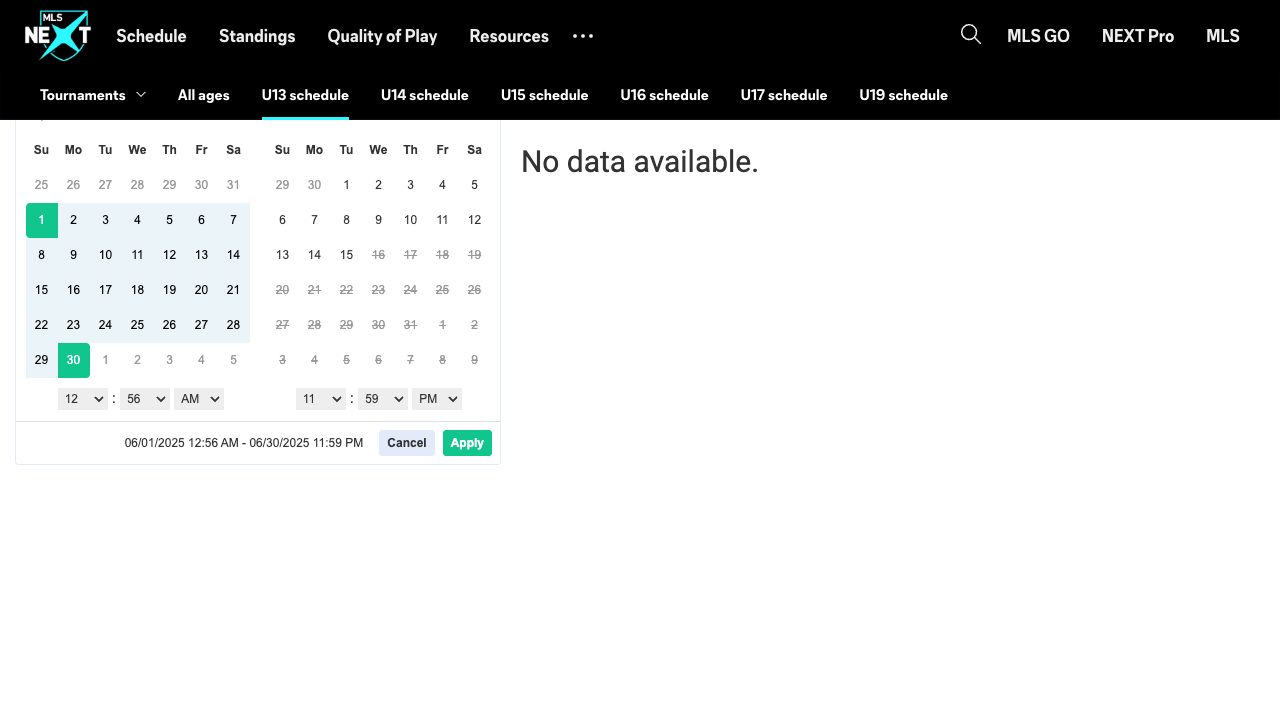 MLS
NEXT
Schedule Standings Quality of Play Resources ... MLS GO NEXT Pro MLS
Tournaments All ages U13 schedule U14 schedule U15 schedule U16 schedule U17 schedule U19 schedule
Su Mo Tu We Th Fr Sa
25 26 27 28 29 30 31
1 2 3 4 5 6 7
8 9 10 11 12 13 14
15 16 17 18 19 20 21
22 23 24 25 26 27 28
29 30 1 2 3 4 5
12 : 56 AM
Su Mo Tu We Th Fr Sa
29 30 1 2 3 4 5
6 7 8 9 10 11 12
13 14 15 16 17 18 19
20 21 22 23 24 25 26
27 28 29 30 31 1 2
3 4 5 6 7 8 9
11 : 59 PM
06/01/2025 12:56 AM - 06/30/2025 11:59 PM Cancel Apply
No data available.